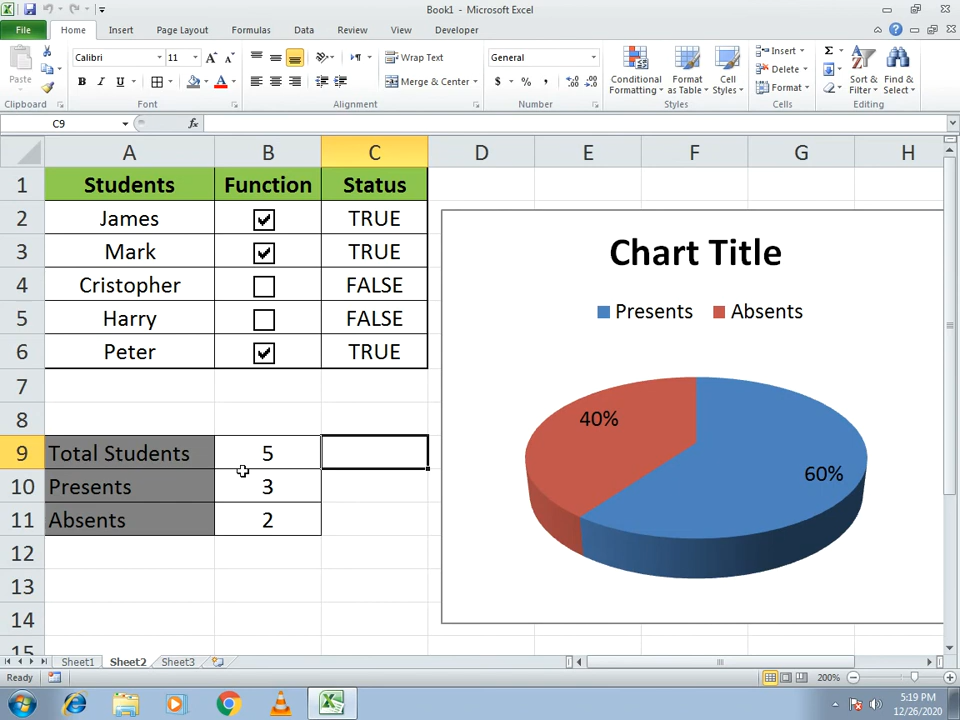 Book1 - Microsoft Excel
File Home Insert Page Layout Formulas Data Review View Developer
Paste
Calibri 11
B I U
Wrap Text
Merge & Center
General
$ % ,
Conditional Formatting
Format as Table
Cell Styles
Insert
Delete
Format
Sort & Filter
Find & Select
Clipboard Font Alignment Number Styles Cells Editing
C9 fx
A B C D E F G H
1 Students Function Status
2 James TRUE
3 Mark TRUE
4 Cristopher FALSE
5 Harry FALSE
6 Peter TRUE
7
8
9 Total Students 5
10 Presents 3
11 Absents 2
12
13
14
15
Chart Title
Presents Absents
40%
60%
Sheet1 Sheet2 Sheet3
Ready 200%
5:19 PM
12/26/2020